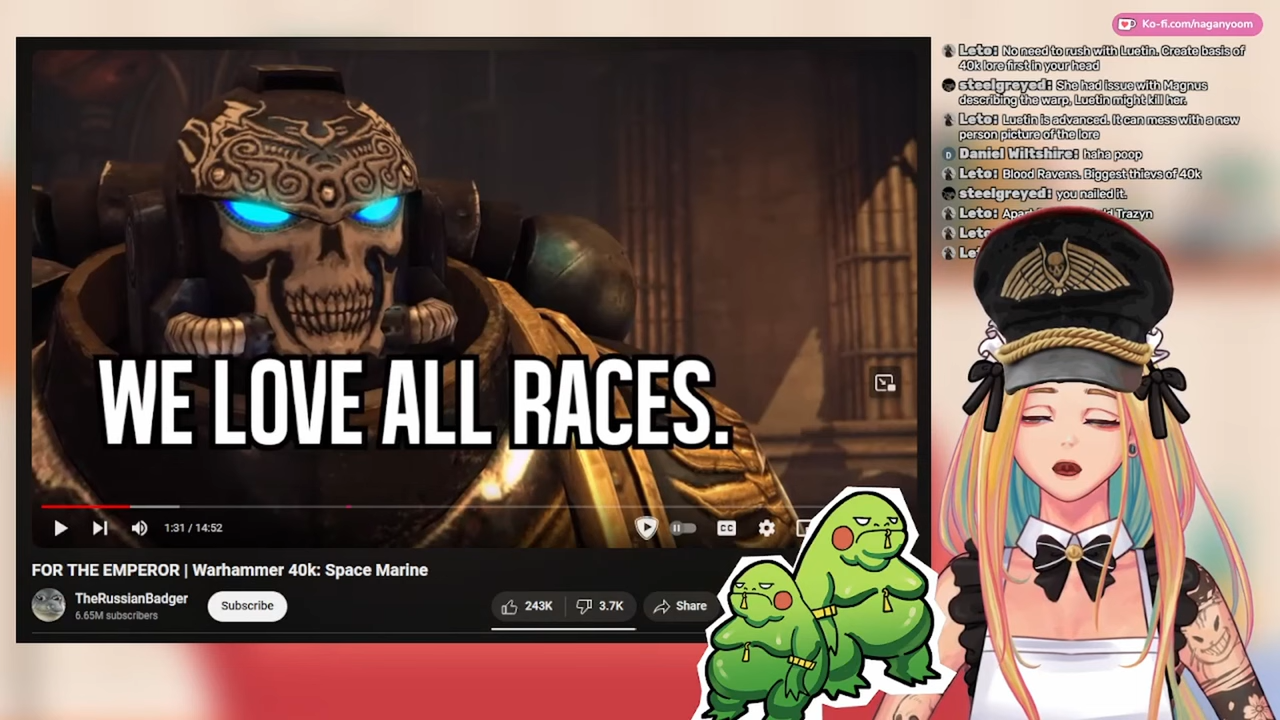 Ko-fi.com/naganyoom
Leto: No need to rush with Luetin. Create basis of
40k lore first in your head
steelgreyed: She had issue with Magnus
describing the warp, Luetin might kill her.
Leto: Luetin is advanced. It can mess with a new
person picture of the lore
D Daniel Wiltshire: haha poop
Leto: Blood Ravens. Biggest thievs of 40k
steelgreyed: you nailed it.
Leto: Trazyn
WE LOVE ALL RACES.
1:31 / 14:52
CC
FOR THE EMPEROR | Warhammer 40k: Space Marine
TheRussianBadger
6.65M subscribers
Subscribe
243K
3.7K
Share